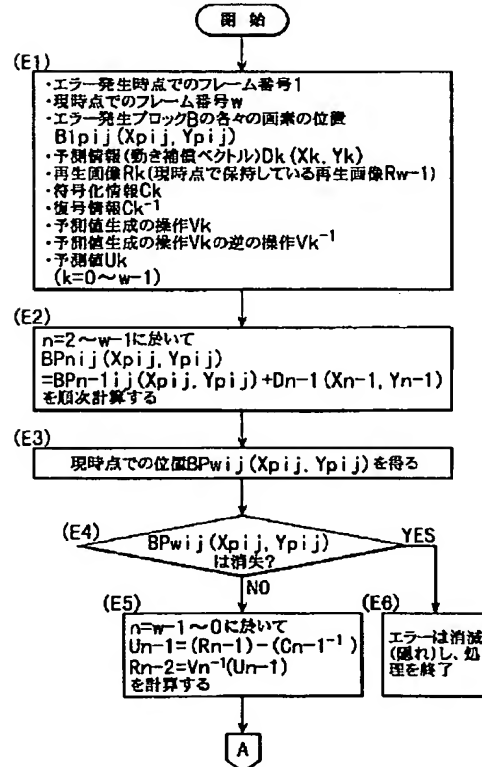 開 始
(E1)
・エラー発生時点でのフレーム番号1
・現時点でのフレーム番号w
・エラー発生ブロックBの各々の画素の位置
B1pij(Xpij, Ypij)
・予測情報(動き補償ベクトル)Dk(Xk, Yk)
・再生画像Rk(現時点で保持している再生画像Rw-1)
・符号化情報Ck
・復号情報Ck⁻¹
・予測値生成の操作Vk
・予測値生成の操作Vkの逆の操作Vk⁻¹
・予測値Uk
(k=0～w-1)
(E2)
n=2～w-1に於いて
BPnij(Xpij, Ypij)
=BPn-1ij(Xpij, Ypij)+Dn-1(Xn-1, Yn-1)
を順次計算する
(E3)
現時点での位置BPwij(Xpij, Ypij)を得る
(E4)
BPwij(Xpij, Ypij)
は消失?
YES
NO
(E5)
n=w-1～0に於いて
Un-1=(Rn-1)-(Cn-1⁻¹)
Rn-2=Vn⁻¹(Un-1)
を計算する
(E6)
エラーは消滅
(隠れ)し、処
理を終了
A